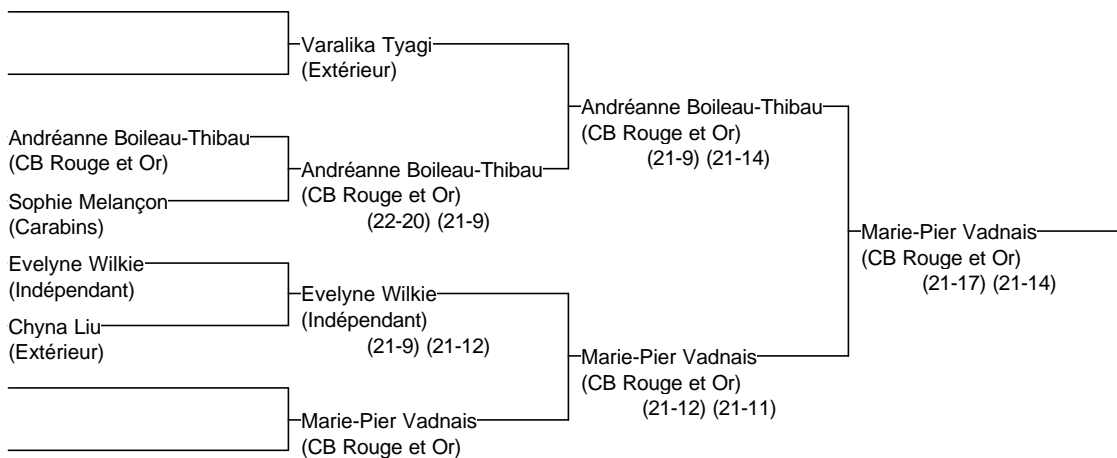 Varalika Tyagi
(Extérieur)
Andréanne Boileau-Thibau
(CB Rouge et Or)
Sophie Melançon
(Carabins)
Andréanne Boileau-Thibau
(CB Rouge et Or)
(22-20) (21-9)
Andréanne Boileau-Thibau
(CB Rouge et Or)
(21-9) (21-14)
Evelyne Wilkie
(Indépendant)
Chyna Liu
(Extérieur)
Evelyne Wilkie
(Indépendant)
(21-9) (21-12)
Marie-Pier Vadnais
(CB Rouge et Or)
Marie-Pier Vadnais
(CB Rouge et Or)
(21-12) (21-11)
Marie-Pier Vadnais
(CB Rouge et Or)
(21-17) (21-14)